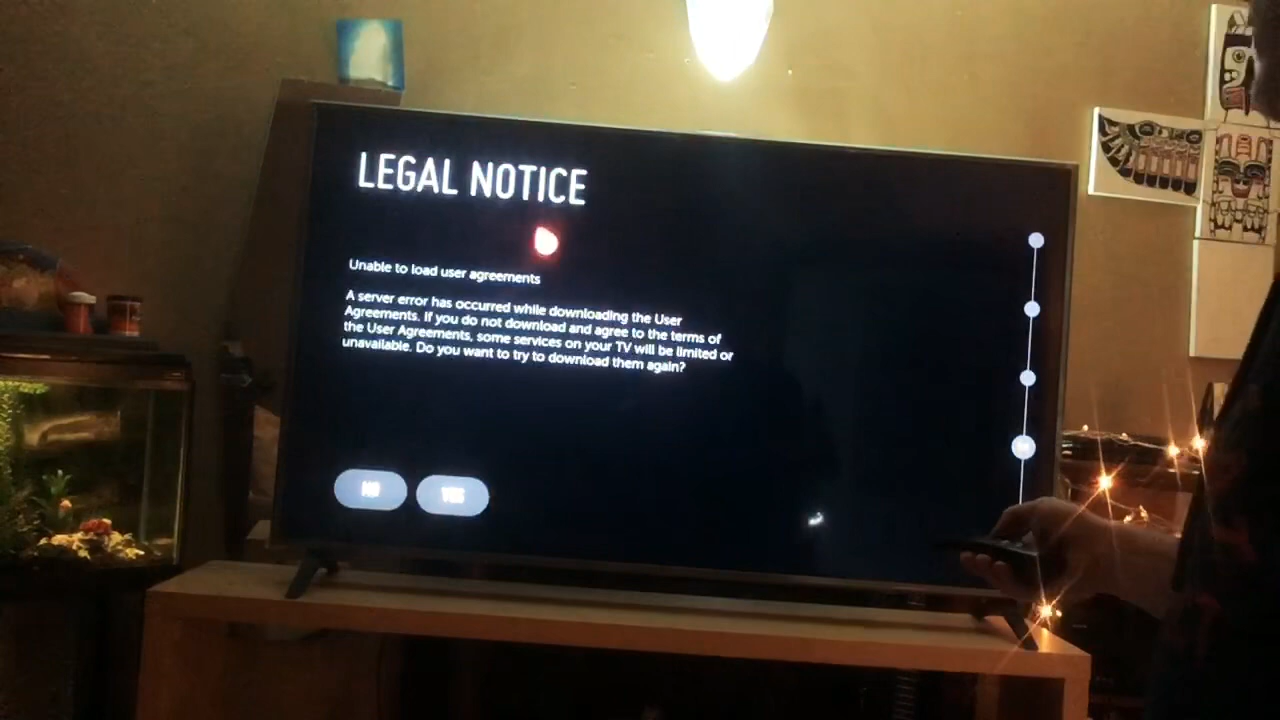 LEGAL NOTICE
Unable to load user agreements
A server error has occurred while downloading the User
Agreements. If you do not download and agree to the terms of
the User Agreements, some services on your TV will be limited or
unavailable. Do you want to try to download them again?
NO YES